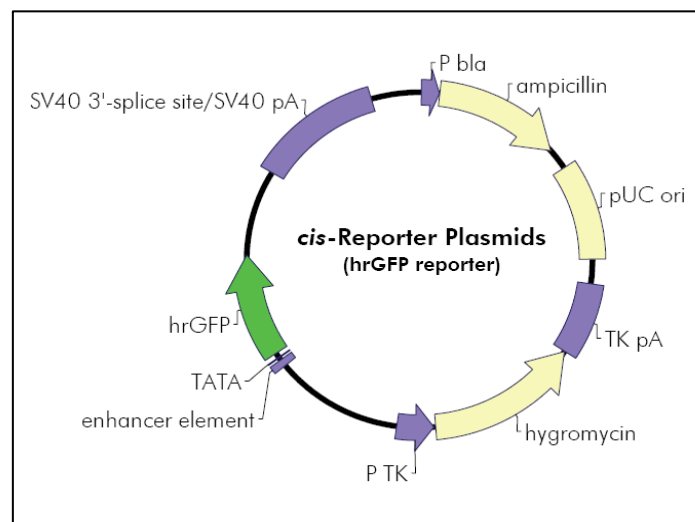 P bla
ampicillin
SV40 3'-splice site/SV40 pA
pUC ori
cis-Reporter Plasmids
(hrGFP reporter)
hrGFP
TK pA
TATA
enhancer element
hygromycin
P TK